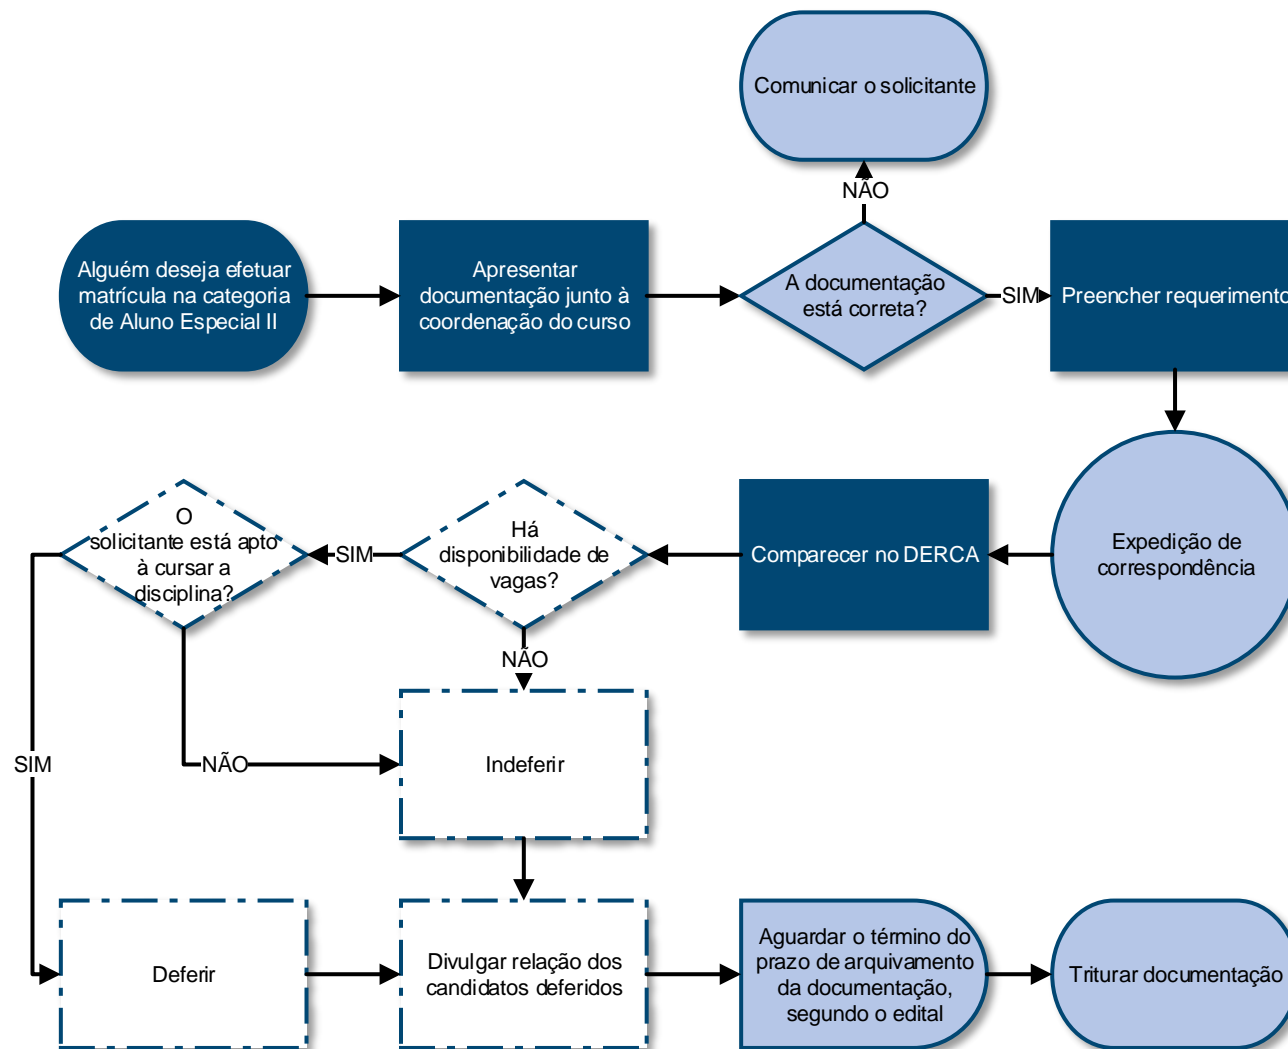 Comunicar o solicitante
NÃO
Alguém deseja efetuar
matrícula na categoria
de Aluno Especial II
Apresentar
documentação junto à
coordenação do curso
A documentação
está correta?
SIM
Preencher requerimento
O
solicitante está apto
à cursar a
disciplina?
SIM
Há
disponibilidade de
vagas?
Comparecer no DERCA
Expedição de
correspondência
NÃO
SIM
NÃO
Indeferir
Deferir
Divulgar relação dos
candidatos deferidos
Aguardar o término do
prazo de arquivamento
da documentação,
segundo o edital
Triturar documentação